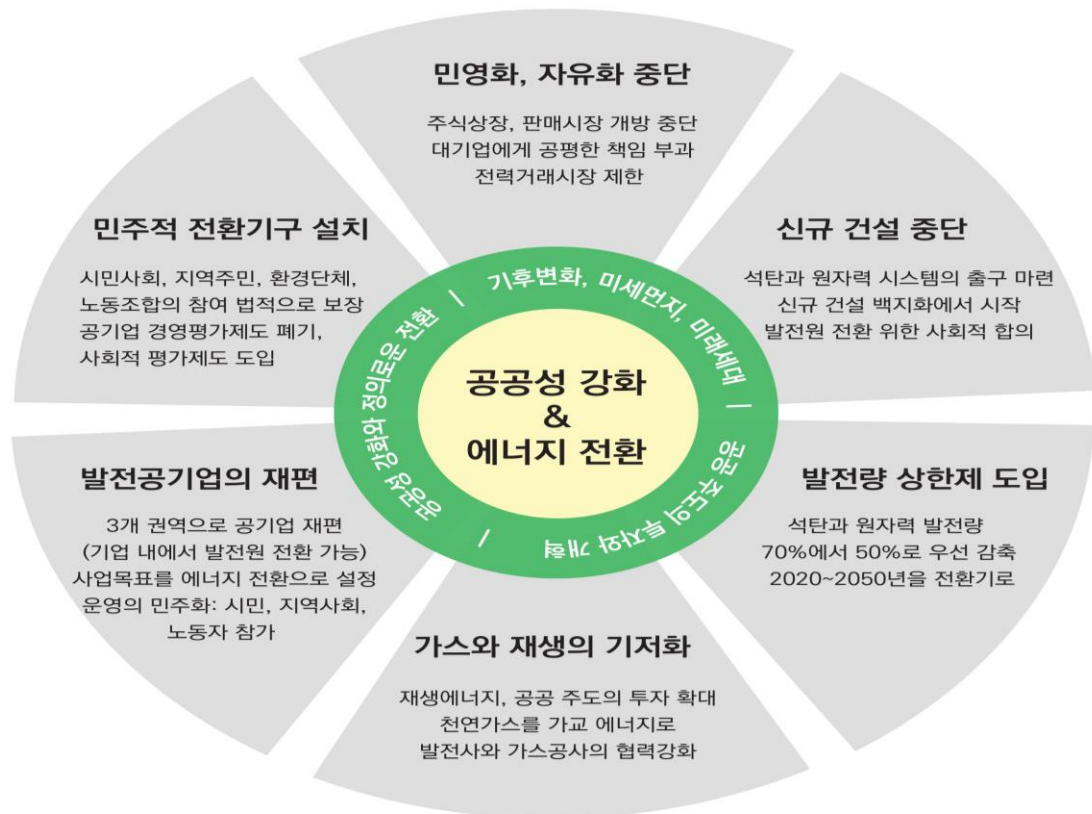 민영화, 자유화 중단
주식상장, 판매시장 개방 중단
대기업에게 공평한 책임 부과
전력거래시장 제한
신규 건설 중단
석탄과 원자력 시스템의 출구 마련
신규 건설 백지화에서 시작
발전원 전환 위한 사회적 합의
발전량 상한제 도입
석탄과 원자력 발전량
70%에서 50%로 우선 감축
2020~2050년을 전환기로
가스와 재생의 기저화
재생에너지, 공공 주도의 투자 확대
천연가스를 가교 에너지로
발전사와 가스공사의 협력강화
발전공기업의 재편
3개 권역으로 공기업 재편
(기업 내에서 발전원 전환 가능)
사업목표를 에너지 전환으로 설정
운영의 민주화: 시민, 지역사회,
노동자 참가
민주적 전환기구 설치
시민사회, 지역주민, 환경단체,
노동조합의 참여 법적으로 보장
공기업 경영평가제도 폐기,
사회적 평가제도 도입
기후변화, 미세먼지, 미래세대 |
공공 주도의 투자와 개혁 |
공공성 강화와 정의로운 전환 |
공공성 강화
&
에너지 전환